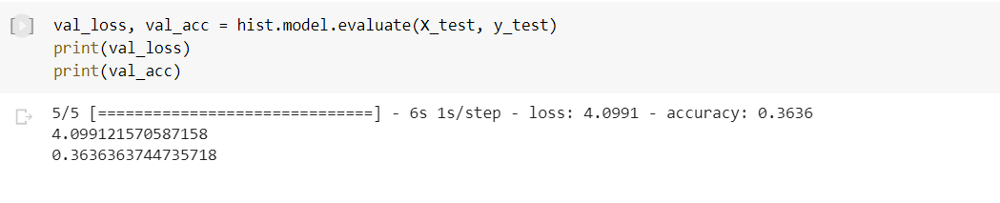 [ ] val_loss, val_acc = hist.model.evaluate(X_test, y_test)
print(val_loss)
print(val_acc)
5/5 [==============================] - 6s 1s/step - loss: 4.0991 - accuracy: 0.3636
4.099121570587158
0.3636363744735718